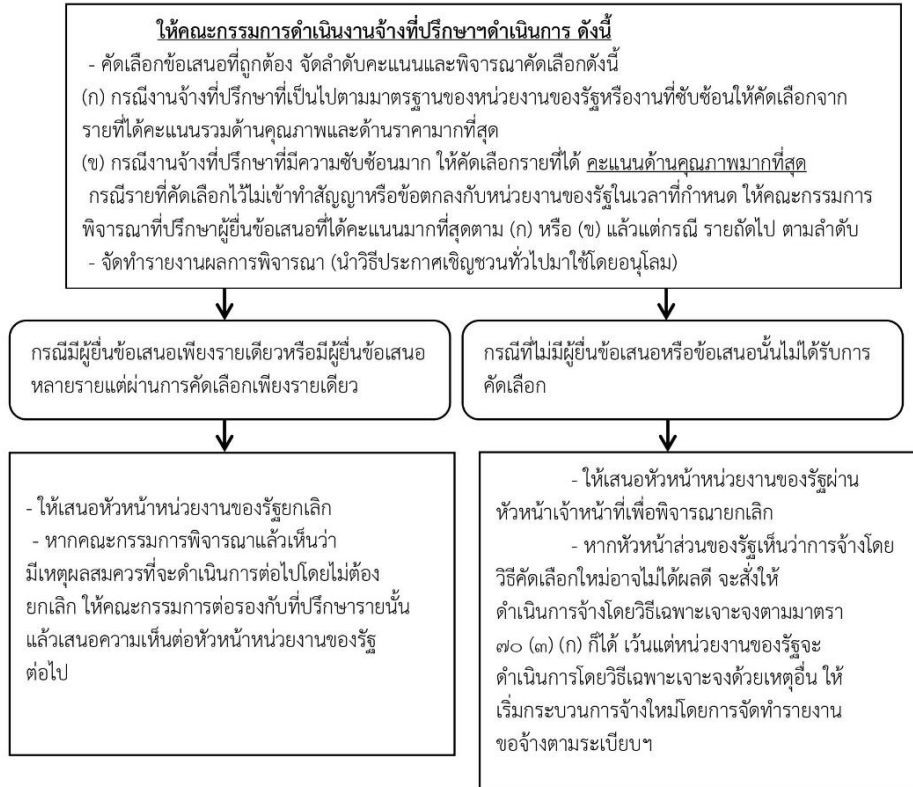 ให้คณะกรรมการดำเนินงานจ้างที่ปรึกษาฯดำเนินการ ดังนี้
- คัดเลือกข้อเสนอที่ถูกต้อง จัดลำดับคะแนนและพิจารณาคัดเลือกดังนี้
(ก) กรณีงานจ้างที่ปรึกษาที่เป็นไปตามมาตรฐานของหน่วยงานของรัฐหรืองานที่ซับซ้อนให้คัดเลือกจาก
รายที่ได้คะแนนรวมด้านคุณภาพและด้านราคามากที่สุด
(ข) กรณีงานจ้างที่ปรึกษาที่มีความซับซ้อนมาก ให้คัดเลือกรายที่ได้ คะแนนด้านคุณภาพมากที่สุด
กรณีรายที่คัดเลือกไว้ไม่เข้าทำสัญญาหรือข้อตกลงกับหน่วยงานของรัฐในเวลาที่กำหนด ให้คณะกรรมการ
พิจารณาที่ปรึกษาผู้ยื่นข้อเสนอที่ได้คะแนนมากที่สุดตาม (ก) หรือ (ข) แล้วแต่กรณี รายถัดไป ตามลำดับ
- จัดทำรายงานผลการพิจารณา (นำวิธีประกาศเชิญชวนทั่วไปมาใช้โดยอนุโลม)
กรณีมีผู้ยื่นข้อเสนอเพียงรายเดียวหรือมีผู้ยื่นข้อเสนอ
หลายรายแต่ผ่านการคัดเลือกเพียงรายเดียว
กรณีที่ไม่มีผู้ยื่นข้อเสนอหรือข้อเสนอนั้นไม่ได้รับการ
คัดเลือก
- ให้เสนอหัวหน้าหน่วยงานของรัฐยกเลิก
- หากคณะกรรมการพิจารณาแล้วเห็นว่า
มีเหตุผลสมควรที่จะดำเนินการต่อไปโดยไม่ต้อง
ยกเลิก ให้คณะกรรมการต่อรองกับที่ปรึกษารายนั้น
แล้วเสนอความเห็นต่อหัวหน้าหน่วยงานของรัฐ
ต่อไป
- ให้เสนอหัวหน้าหน่วยงานของรัฐผ่าน
หัวหน้าเจ้าหน้าที่เพื่อพิจารณายกเลิก
- หากหัวหน้าส่วนของรัฐเห็นว่าการจ้างโดย
วิธีคัดเลือกใหม่อาจไม่ได้ผลดี จะสั่งให้
ดำเนินการจ้างโดยวิธีเฉพาะเจาะจงตามมาตรา
๗๐ (๓) (ก) ก็ได้ เว้นแต่หน่วยงานของรัฐจะ
ดำเนินการโดยวิธีเฉพาะเจาะจงด้วยเหตุอื่น ให้
เริ่มกระบวนการจ้างใหม่โดยการจัดทำรายงาน
ขอจ้างตามระเบียบฯ